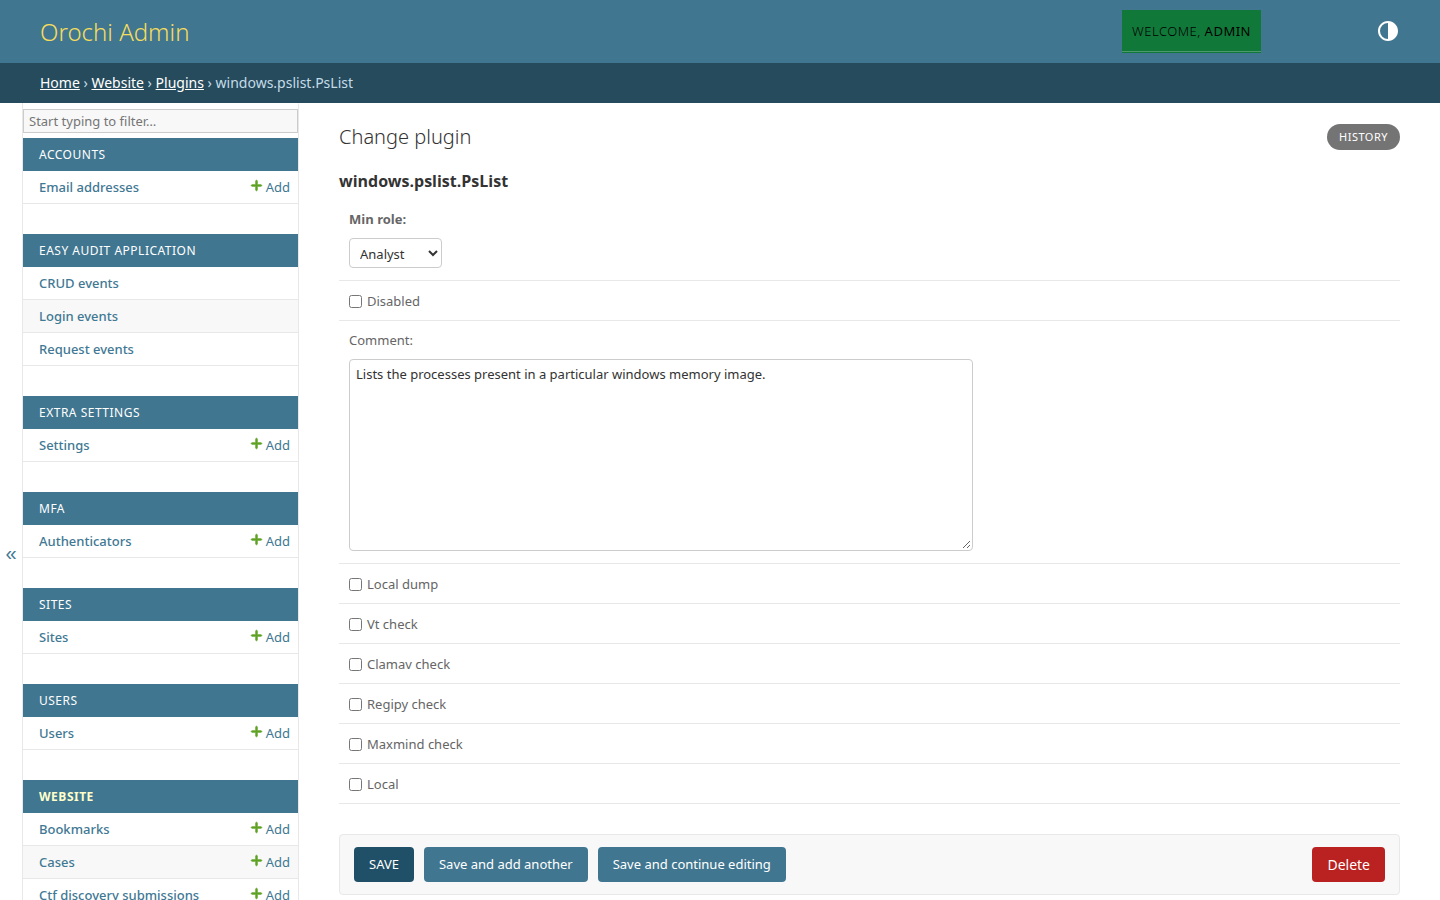 Orochi Admin
WELCOME, ADMIN
Home › Website › Plugins › windows.pslist.PsList
Start typing to filter...
ACCOUNTS
Email addresses
Add
EASY AUDIT APPLICATION
CRUD events
Login events
Request events
EXTRA SETTINGS
Settings
Add
MFA
Authenticators
Add
SITES
Sites
Add
USERS
Users
Add
WEBSITE
Bookmarks
Add
Cases
Add
Ctf discovery submissions
Add
«
Change plugin
HISTORY
windows.pslist.PsList
Min role:
Analyst
Disabled
Comment:
Lists the processes present in a particular windows memory image.
Local dump
Vt check
Clamav check
Regipy check
Maxmind check
Local
SAVE
Save and add another
Save and continue editing
Delete